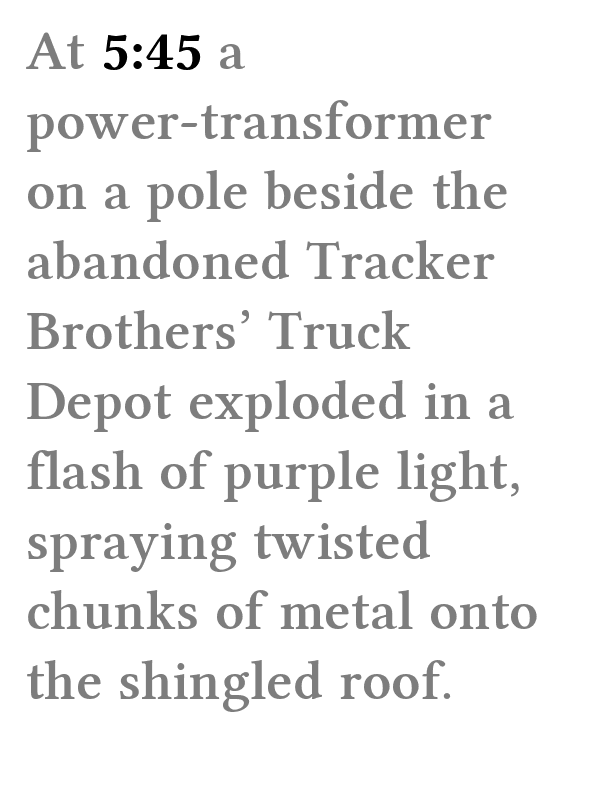 At 5:45 a
power-transformer
on a pole beside the
abandoned Tracker
Brothers’ Truck
Depot exploded in a
flash of purple light,
spraying twisted
chunks of metal onto
the shingled roof.